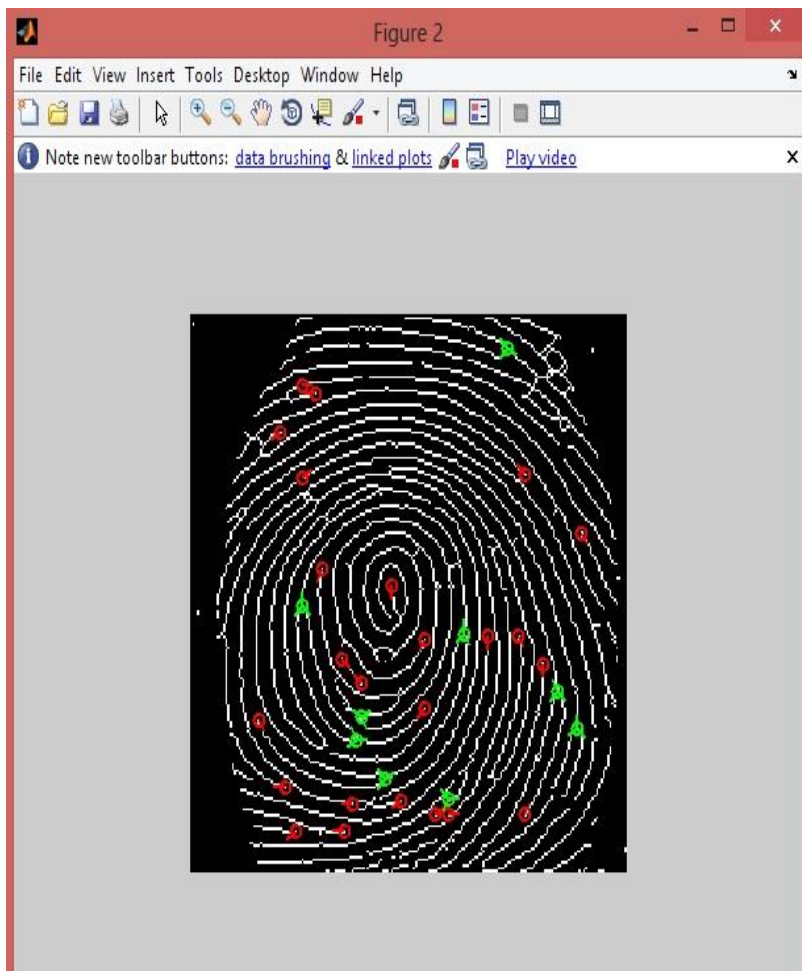 Figure 2
File Edit View Insert Tools Desktop Window Help
Note new toolbar buttons: data brushing & linked plots Play video